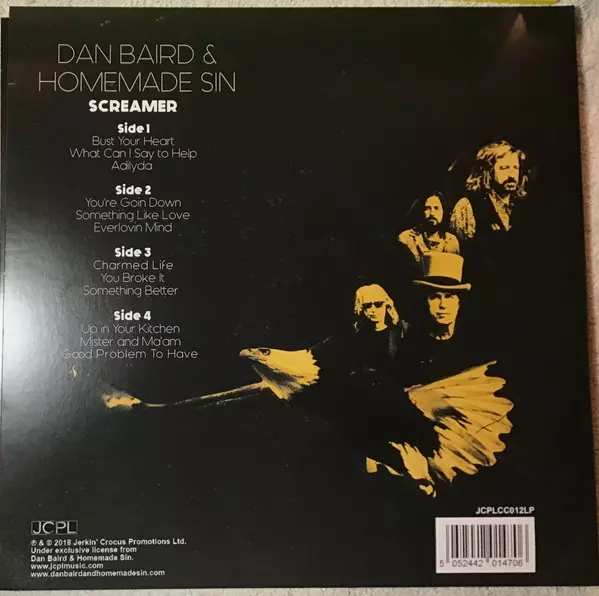 DAN BAIRD &
HOMEMADE SIN
SCREAMER
Side 1
Bust Your Heart
What Can I Say to Help
Adilyda
Side 2
You're Goin Down
Something Like Love
Everlovin Mind
Side 3
Charmed Life
You Broke It
Something Better
Side 4
Up in Your Kitchen
Mister and Ma'am
Good Problem To Have
JCPL
℗ & © 2018 Jerkin' Crocus Promotions Ltd.
Under exclusive license from
Dan Baird & Homemade Sin.
www.jcplmusic.com
www.danbairdandhomemadesin.com
JCPLCC012LP
5 052442 014706